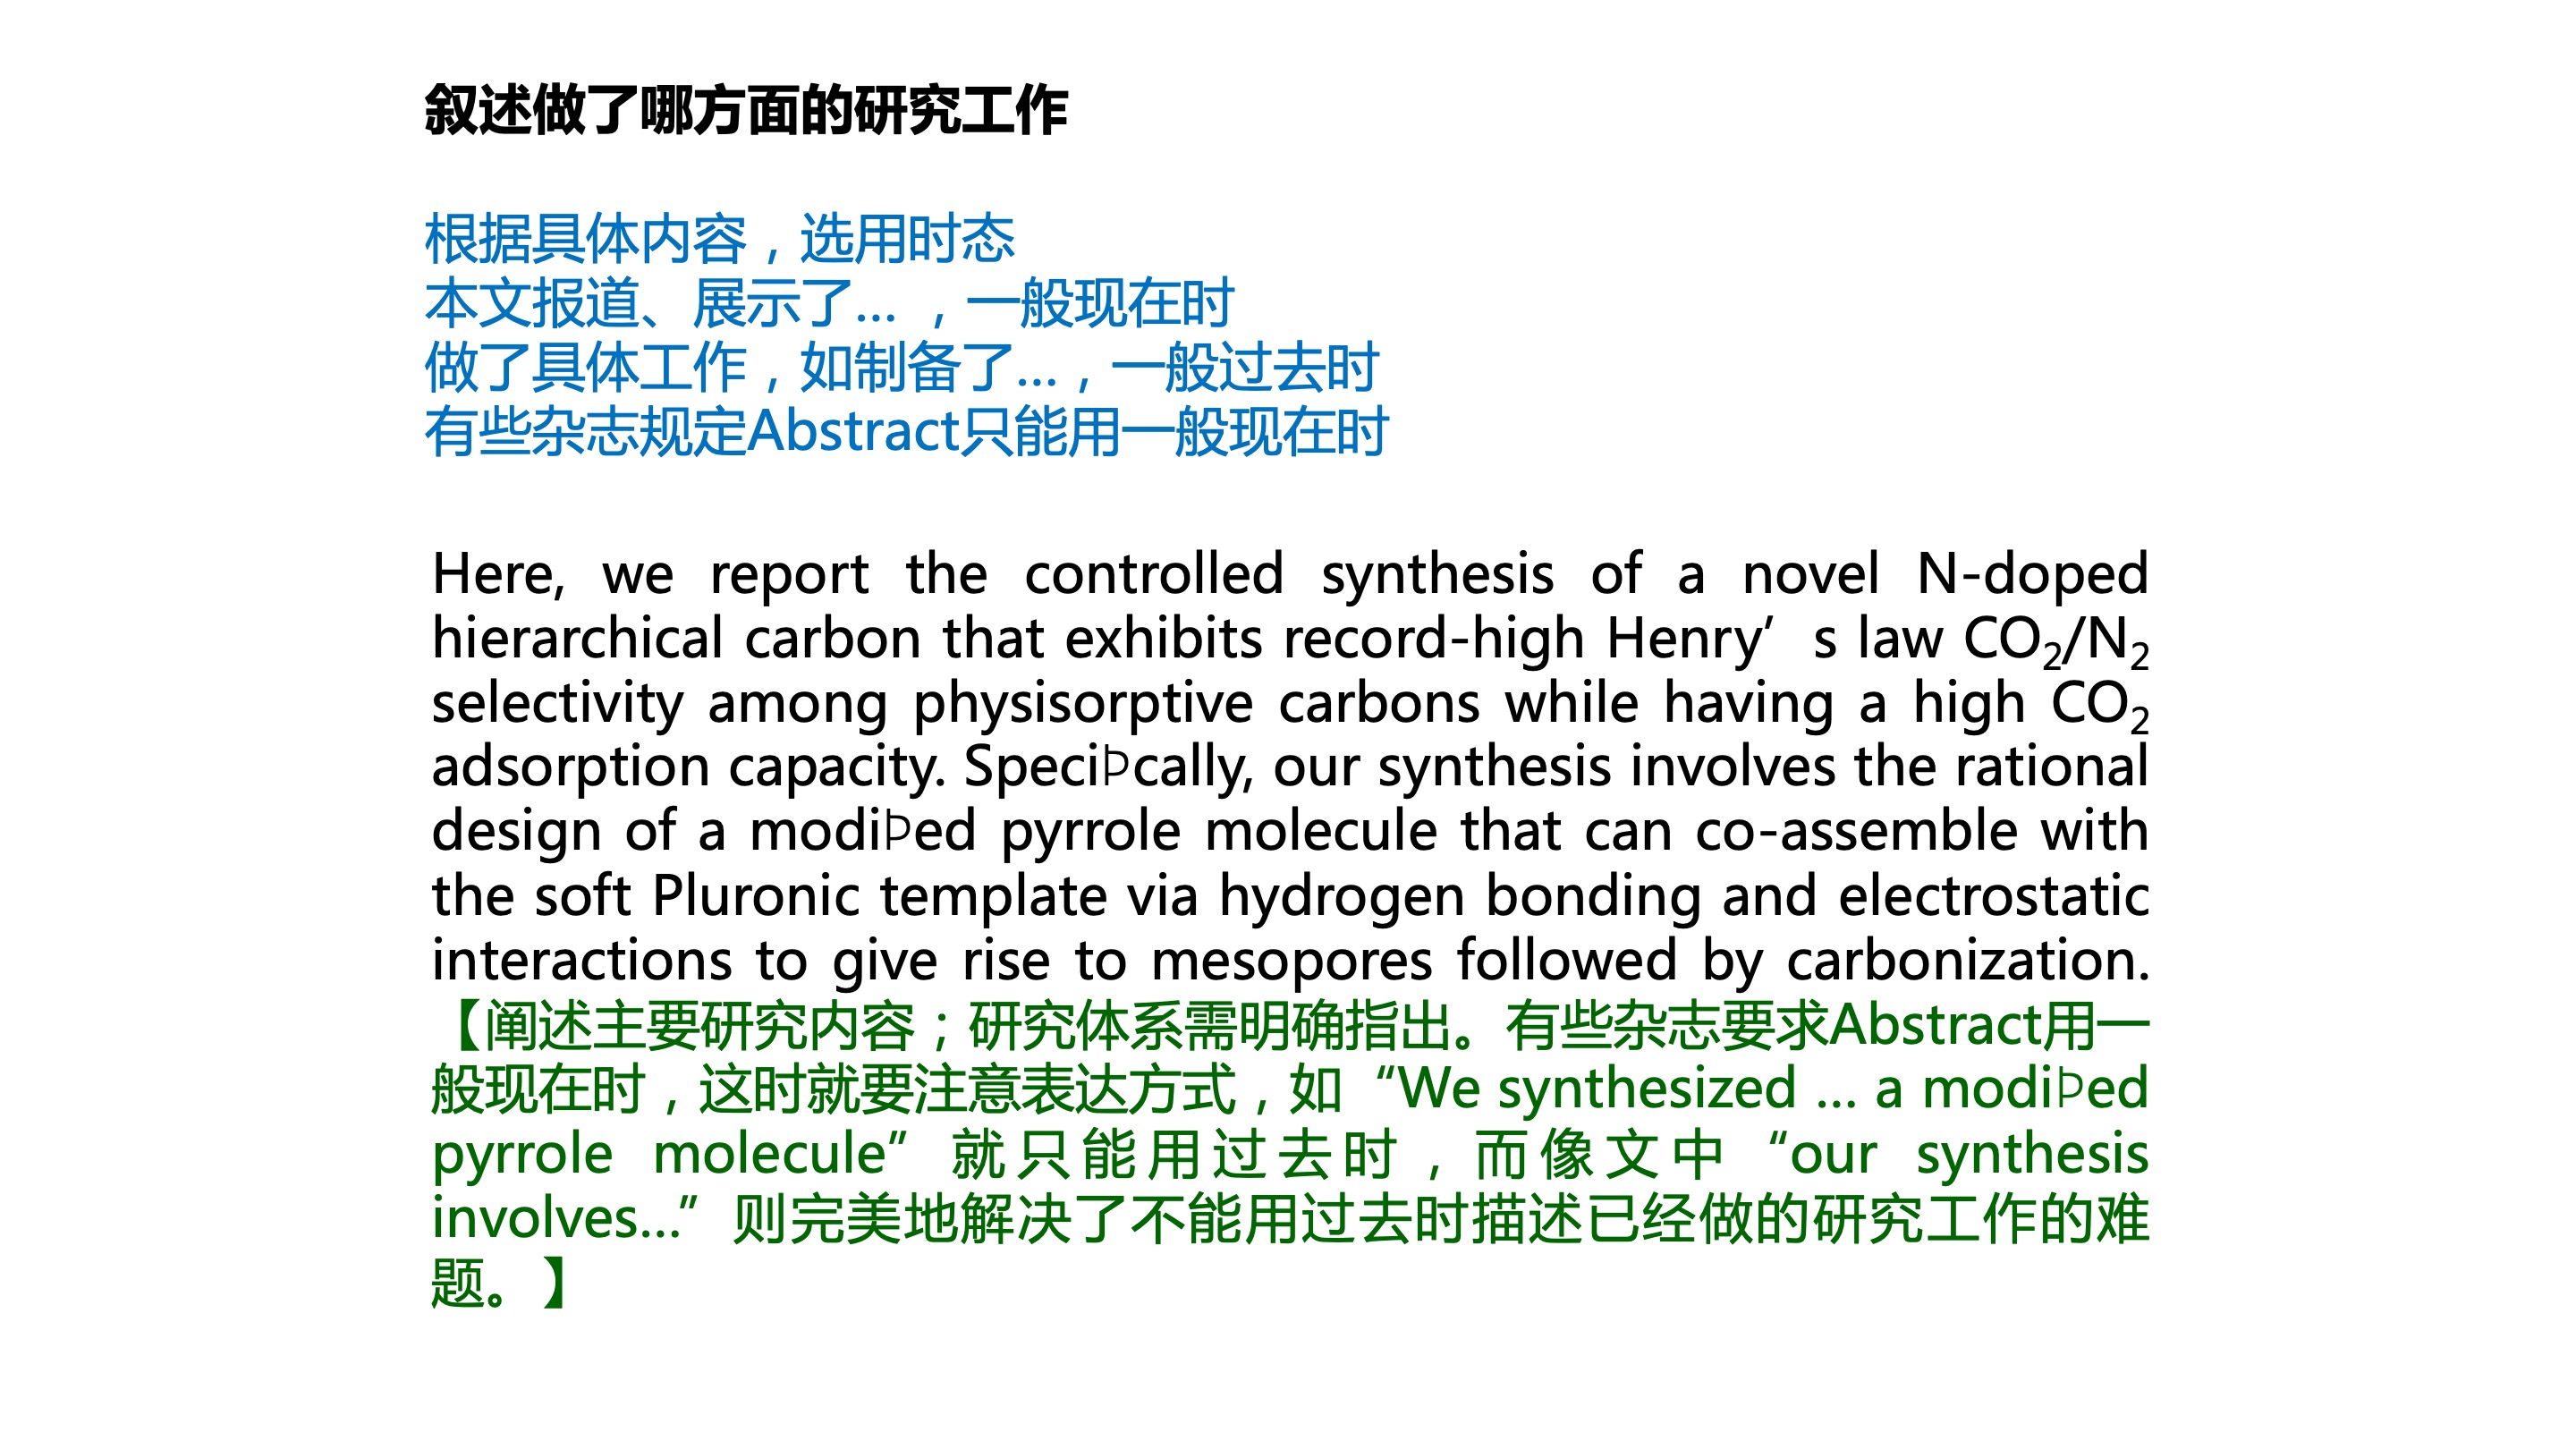 叙述做了哪方面的研究工作
根据具体内容，选用时态
本文报道、展示了… ，一般现在时
做了具体工作，如制备了…，一般过去时
有些杂志规定Abstract只能用一般现在时
Here, we report the controlled synthesis of a novel N-doped
hierarchical carbon that exhibits record-high Henry’s law CO₂/N₂
selectivity among physisorptive carbons while having a high CO₂
adsorption capacity. SpeciÞcally, our synthesis involves the rational
design of a modiÞed pyrrole molecule that can co-assemble with
the soft Pluronic template via hydrogen bonding and electrostatic
interactions to give rise to mesopores followed by carbonization.
【阐述主要研究内容；研究体系需明确指出。有些杂志要求Abstract用一
般现在时，这时就要注意表达方式，如“We synthesized … a modiÞed
pyrrole molecule”就只能用过去时，而像文中“our synthesis
involves…”则完美地解决了不能用过去时描述已经做的研究工作的难
题。】